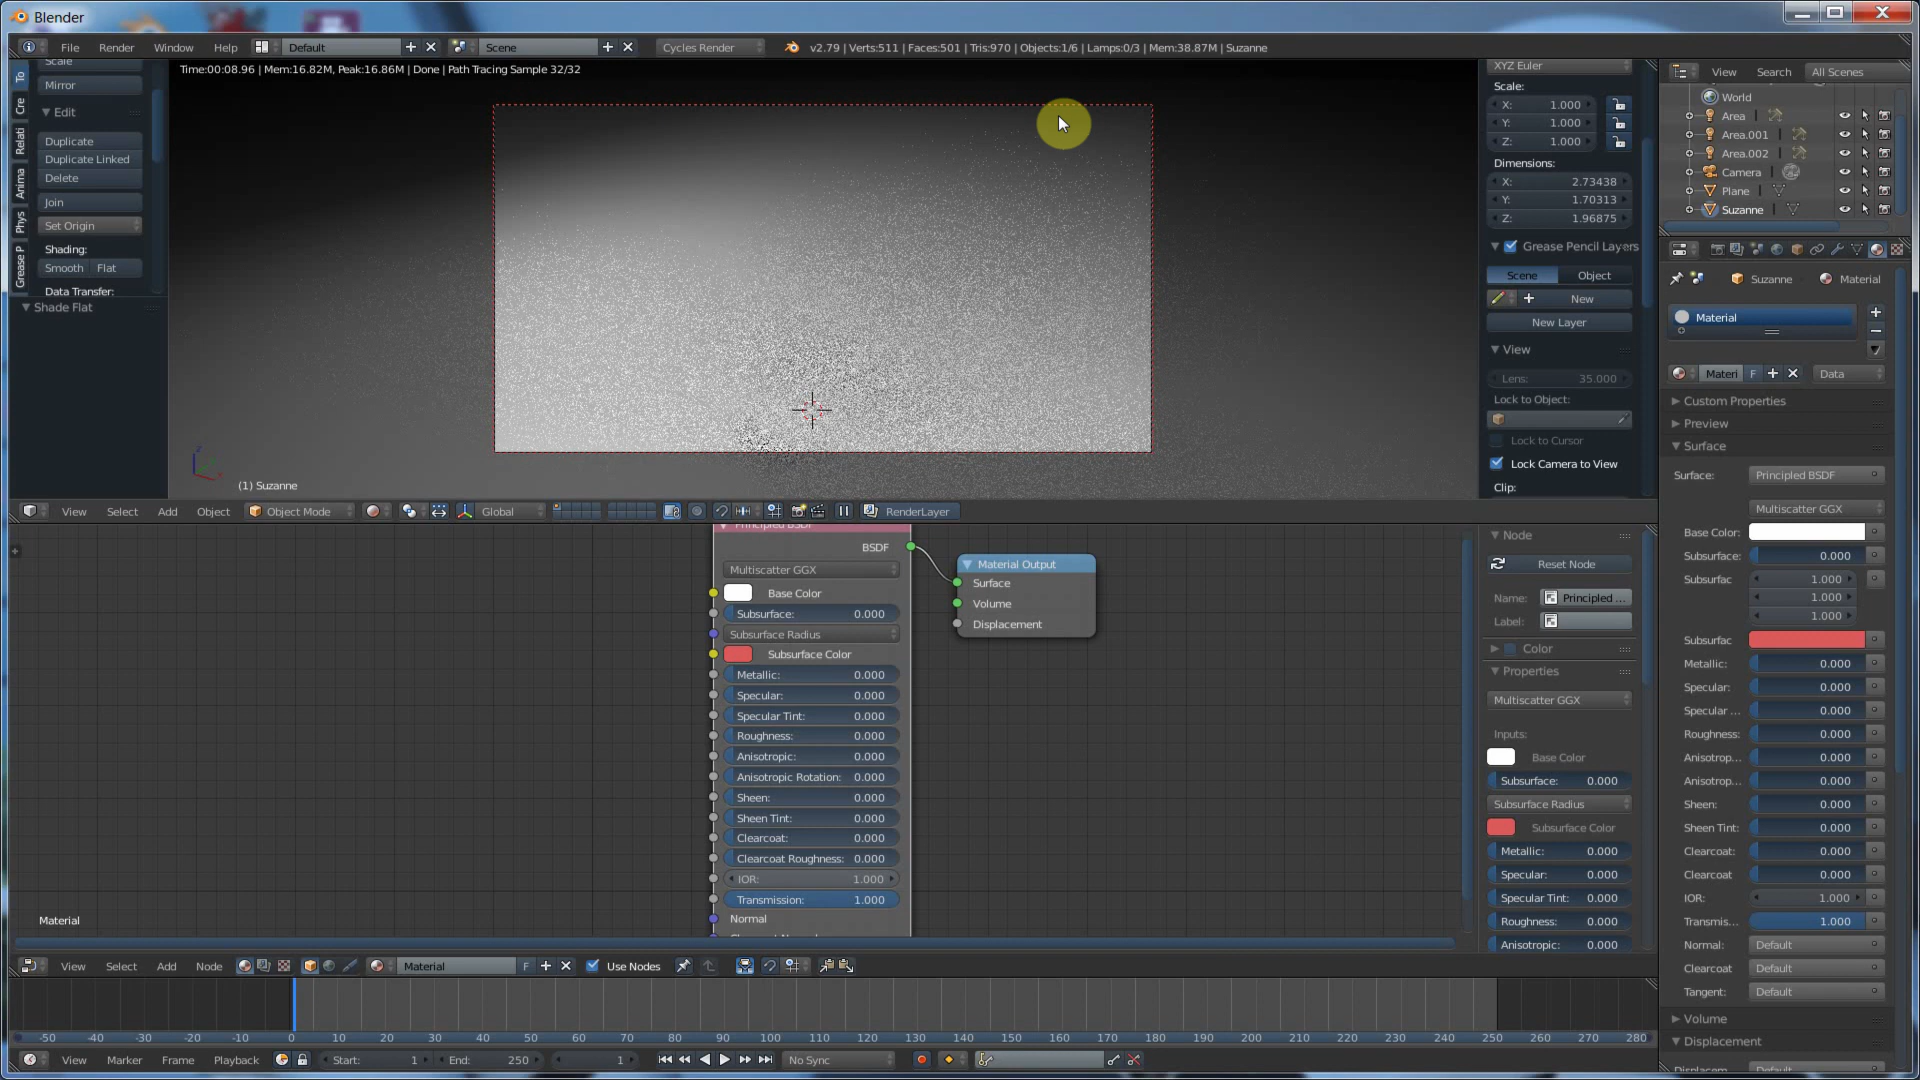 Blender
File Render Window Help Default Scene Cycles Render v2.79 | Verts:511 | Faces:501 | Tris:970 | Objects:1/6 | Lamps:0/3 | Mem:38.87M | Suzanne
Time:00:08.96 | Mem:16.82M, Peak:16.86M | Done | Path Tracing Sample 32/32
To
Cre
Relati
Anima
Phys
Grease P
Scale
Mirror
Edit
Duplicate
Duplicate Linked
Delete
Join
Set Origin
Shading:
Smooth Flat
Data Transfer:
Shade Flat
(1) Suzanne
XYZ Euler
Scale:
X: 1.000
Y: 1.000
Z: 1.000
Dimensions:
X: 2.73438
Y: 1.70313
Z: 1.96875
Grease Pencil Layers
Scene Object
New
New Layer
View
Lens: 35.000
Lock to Object:
Lock to Cursor
Lock Camera to View
Clip:
View Search All Scenes
World
Area
Area.001
Area.002
Camera
Plane
Suzanne
Suzanne Material
Material
Materi F Data
Custom Properties
Preview
Surface
Surface: Principled BSDF
Multiscatter GGX
Base Color:
Subsurface: 0.000
Subsurfac 1.000
1.000
1.000
Subsurfac
Metallic: 0.000
Specular: 0.000
Specular ... 0.000
Roughness: 0.000
Anisotrop... 0.000
Anisotrop... 0.000
Sheen: 0.000
Sheen Tint: 0.000
Clearcoat: 0.000
Clearcoat 0.000
IOR: 1.000
Transmis... 1.000
Normal: Default
Clearcoat Default
Tangent: Default
Volume
Displacement
View Select Add Object Object Mode Global RenderLayer
Principled BSDF
BSDF
Multiscatter GGX
Base Color
Subsurface: 0.000
Subsurface Radius
Subsurface Color
Metallic: 0.000
Specular: 0.000
Specular Tint: 0.000
Roughness: 0.000
Anisotropic: 0.000
Anisotropic Rotation: 0.000
Sheen: 0.000
Sheen Tint: 0.000
Clearcoat: 0.000
Clearcoat Roughness: 0.000
IOR: 1.000
Transmission: 1.000
Normal
Material Output
Surface
Volume
Displacement
Material
Node
Reset Node
Name: Principled ...
Label:
Color
Properties
Multiscatter GGX
Inputs:
Base Color
Subsurface: 0.000
Subsurface Radius
Subsurface Color
Metallic: 0.000
Specular: 0.000
Specular Tint: 0.000
Roughness: 0.000
Anisotropic: 0.000
View Select Add Node Material F Use Nodes
-50 -40 -30 -20 -10 0 10 20 30 40 50 60 70 80 90 100 110 120 130 140 150 160 170 180 190 200 210 220 230 240 250 260 270 280
View Marker Frame Playback Start: 1 End: 250 1 No Sync